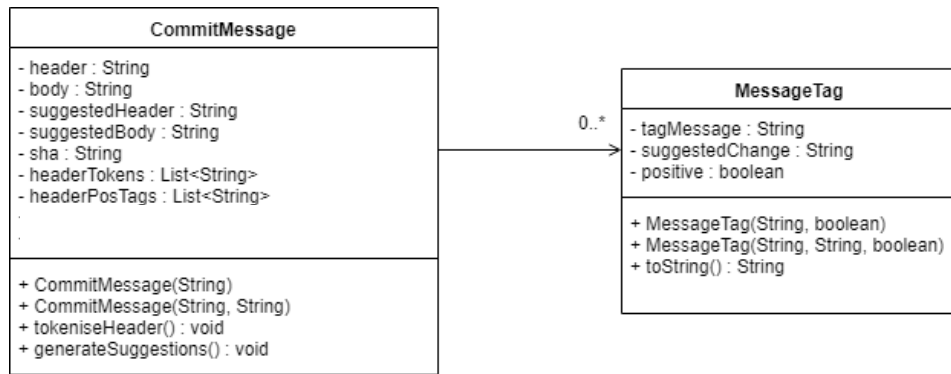 CommitMessage
- header : String
- body : String
- suggestedHeader : String
- suggestedBody : String
- sha : String
- headerTokens : List<String>
- headerPosTags : List<String>
.
.
+ CommitMessage(String)
+ CommitMessage(String, String)
+ tokeniseHeader() : void
+ generateSuggestions() : void
0..*
MessageTag
- tagMessage : String
- suggestedChange : String
- positive : boolean
+ MessageTag(String, boolean)
+ MessageTag(String, String, boolean)
+ toString() : String